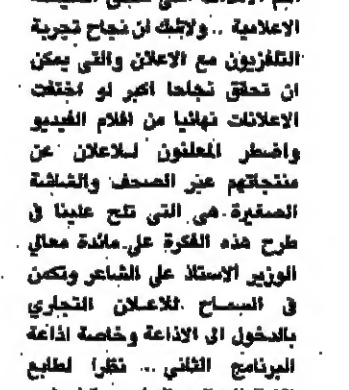 الاعلامية .. ولاشك ان نجاح تجربة
التلفزيون مع الاعلان والتى يمكن
ان تحقق نجاحا اكبر لو اختفت
الاعلانات نهائيا من افلام الفيديو
واضطر المعلنون للاعلان عن
منتجاتهم عبر الصحف والشاشة
الصغيرة هى التي تلح علينا في
طرح هذه الفكرة على مائدة معالي
الوزير الاستاذ علي الشاعر وتكمن
في السماح للاعلان التجاري
بالدخول الى الاذاعة وخاصة اذاعة
البرنامج الثاني .. نظرا لطابع